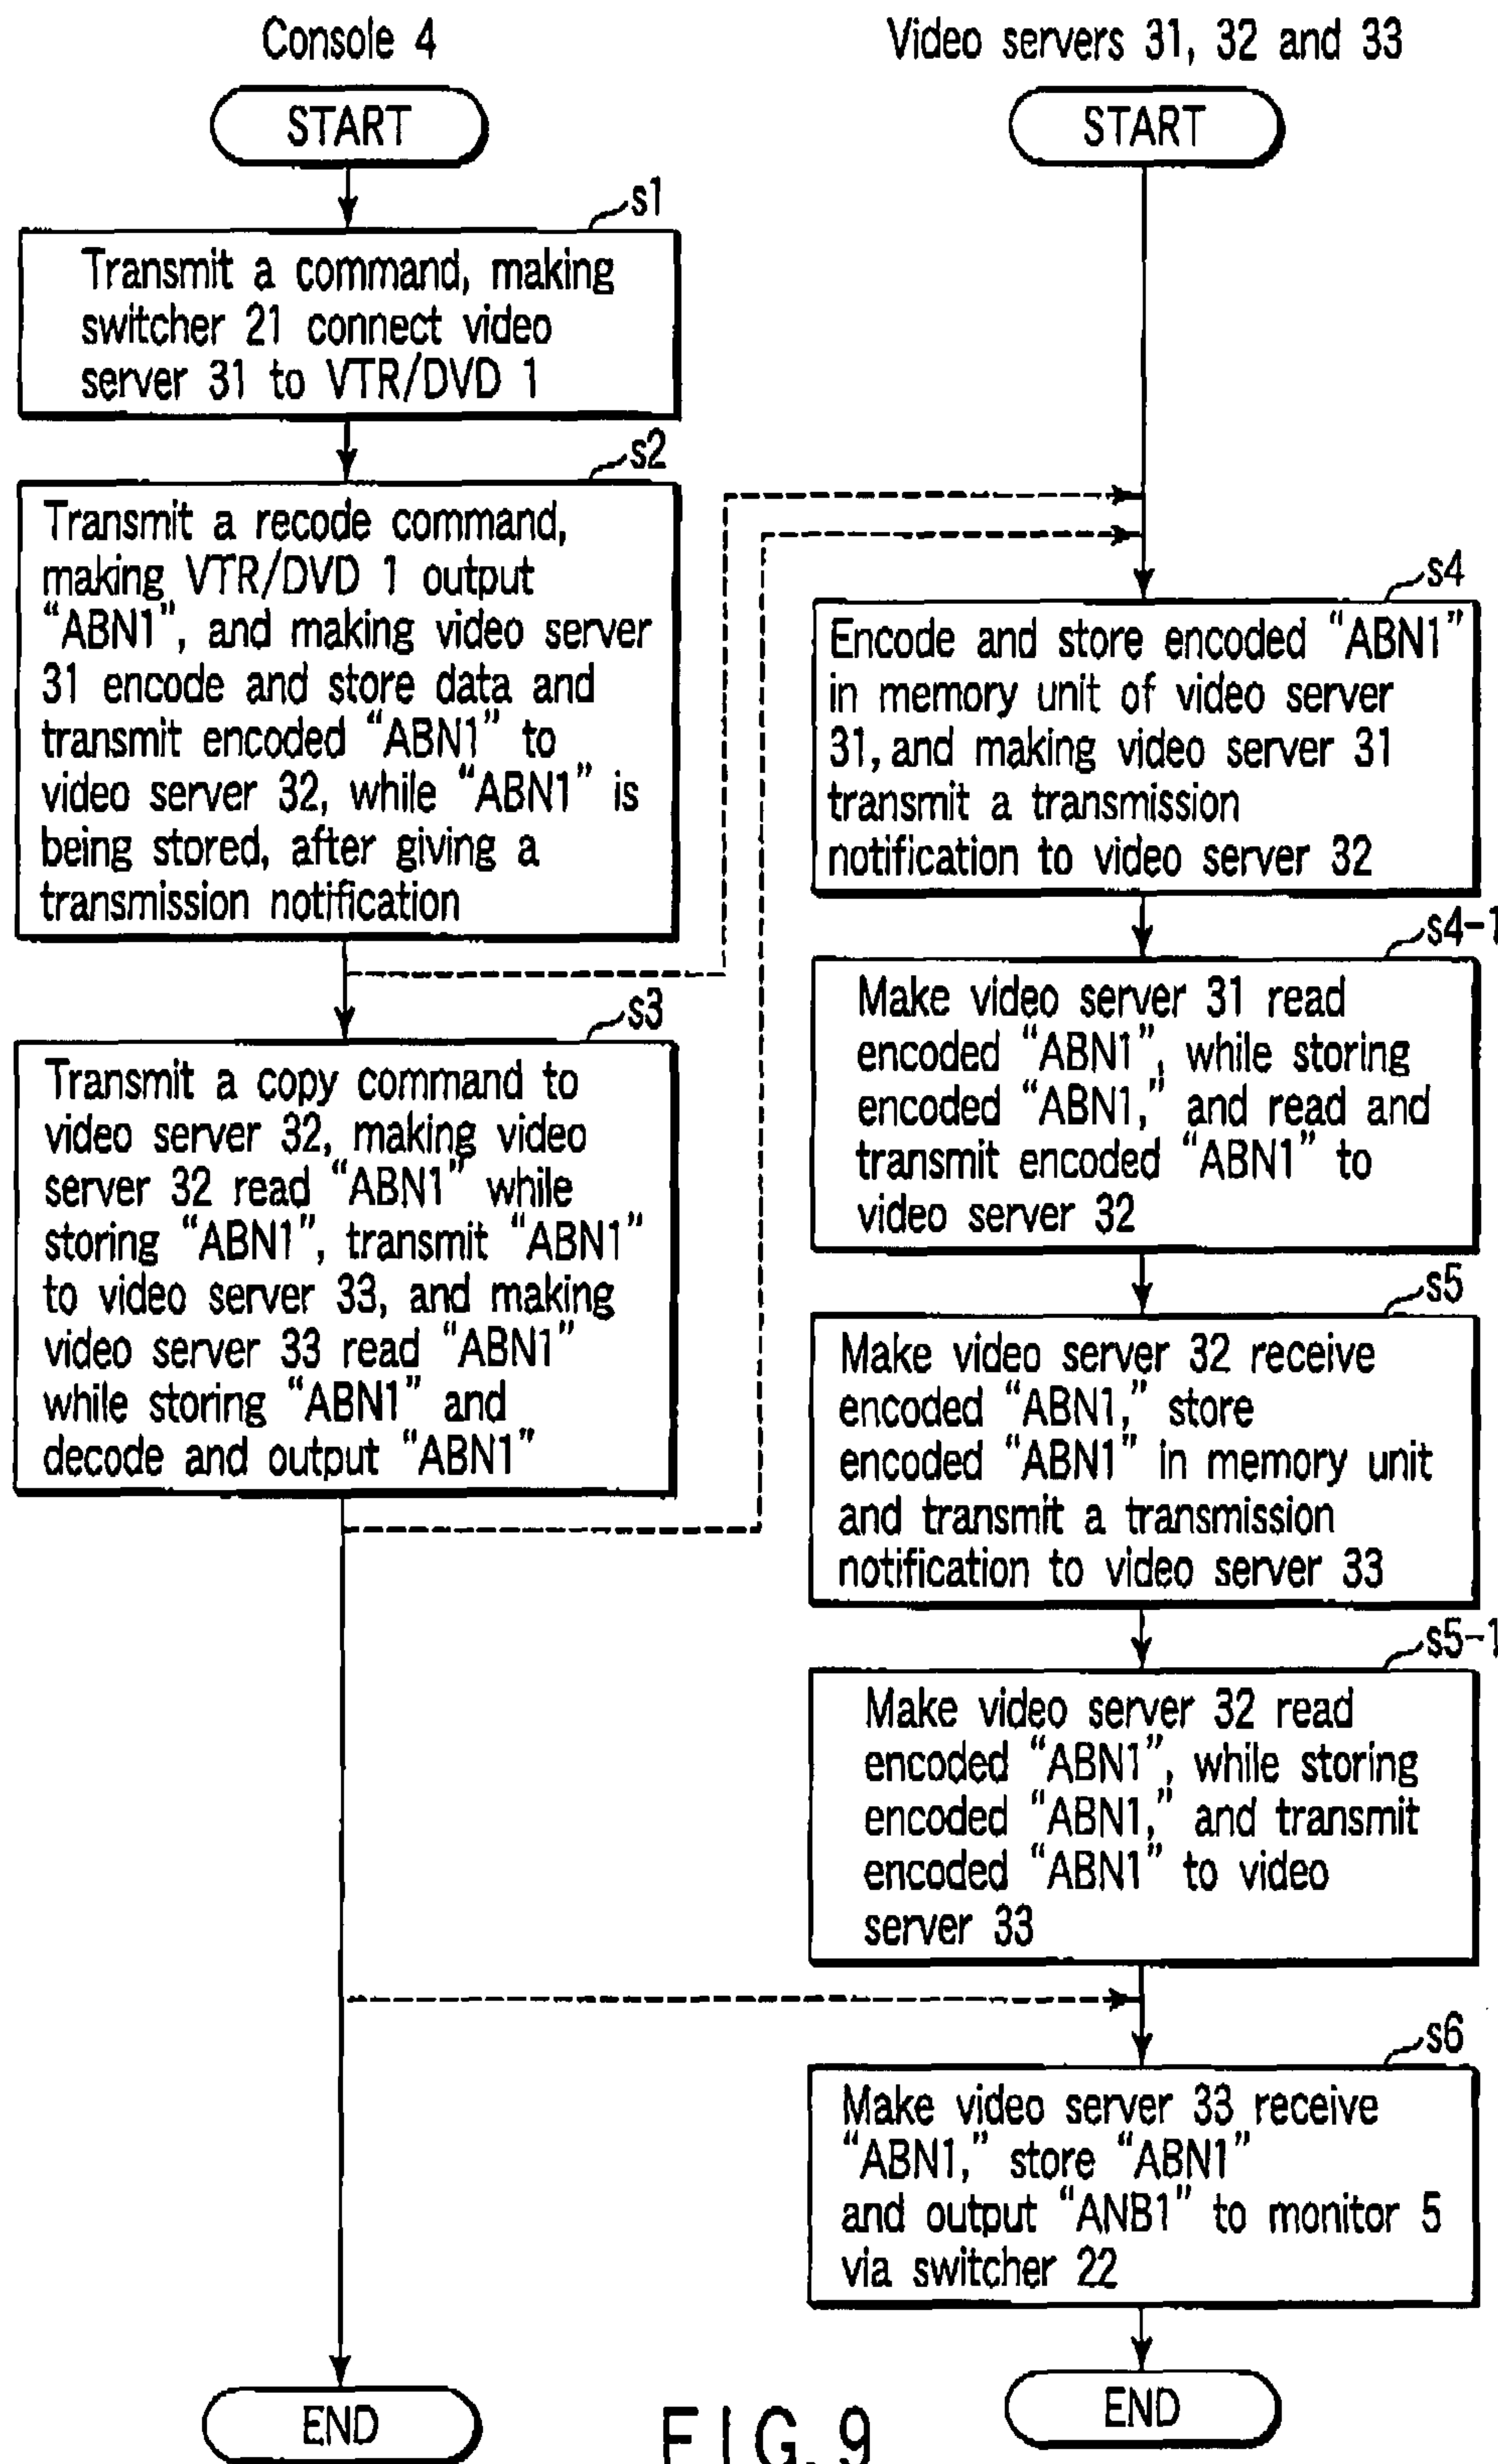 Console 4
START
s1
Transmit a command, making
switcher 21 connect video
server 31 to VTR/DVD 1
s2
Transmit a recode command,
making VTR/DVD 1 output
“ABN1”, and making video server
31 encode and store data and
transmit encoded “ABN1” to
video server 32, while “ABN1” is
being stored, after giving a
transmission notification
s3
Transmit a copy command to
video server 32, making video
server 32 read “ABN1” while
storing “ABN1”, transmit “ABN1”
to video server 33, and making
video server 33 read “ABN1”
while storing “ABN1” and
decode and output “ABN1”
END
Video servers 31, 32 and 33
START
s4
Encode and store encoded “ABN1”
in memory unit of video server
31, and making video server 31
transmit a transmission
notification to video server 32
s4-1
Make video server 31 read
encoded “ABN1”, while storing
encoded “ABN1,” and read and
transmit encoded “ABN1” to
video server 32
s5
Make video server 32 receive
encoded “ABN1,” store
encoded “ABN1” in memory unit
and transmit a transmission
notification to video server 33
s5-1
Make video server 32 read
encoded “ABN1”, while storing
encoded “ABN1,” and transmit
encoded “ABN1” to video
server 33
s6
Make video server 33 receive
“ABN1,” store “ABN1”
and output “ANB1” to monitor 5
via switcher 22
END
FIG. 9